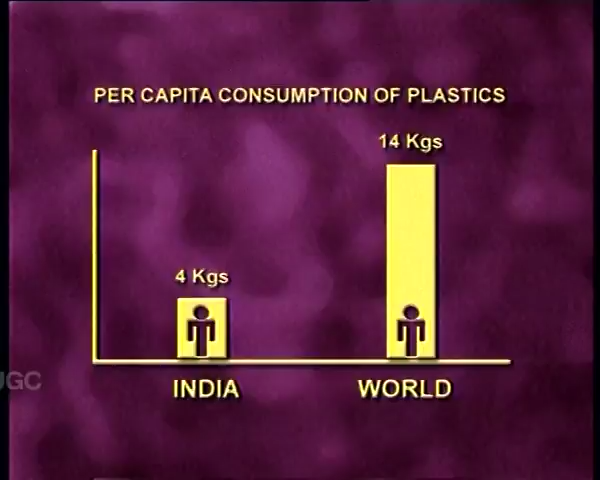 PER CAPITA CONSUMPTION OF PLASTICS
14 Kgs
4 Kgs
INDIA
WORLD